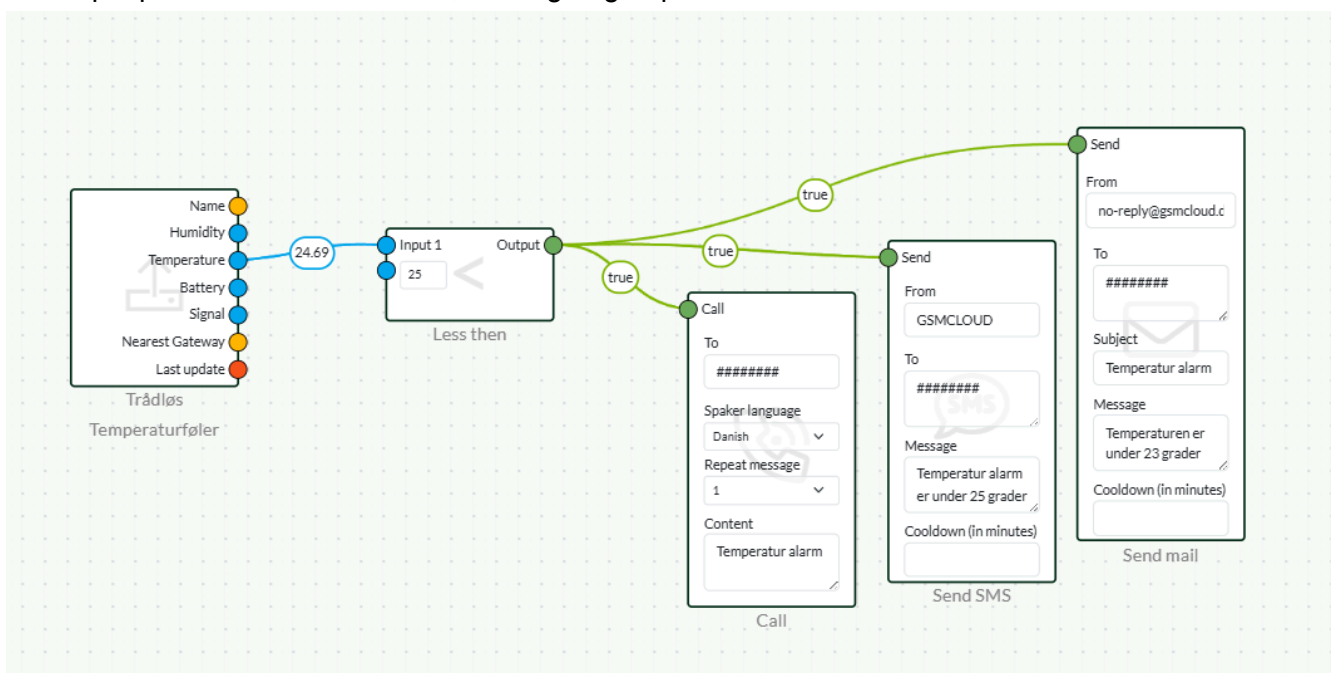 Name
Humidity
Temperature
Battery
Signal
Nearest Gateway
Last update
Trådløs
Temperaturføler
24.69
Input 1
Output
25
<
Less then
true
true
true
Call
To
########
Spaker language
Danish
Repeat message
1
Content
Temperatur alarm
Call
Send
From
GSMCLOUD
To
########
SMS
Message
Temperatur alarm
er under 25 grader
Cooldown (in minutes)
Send SMS
Send
From
no-reply@gsmcloud.c
To
########
Subject
Temperatur alarm
Message
Temperaturen er
under 23 grader
Cooldown (in minutes)
Send mail